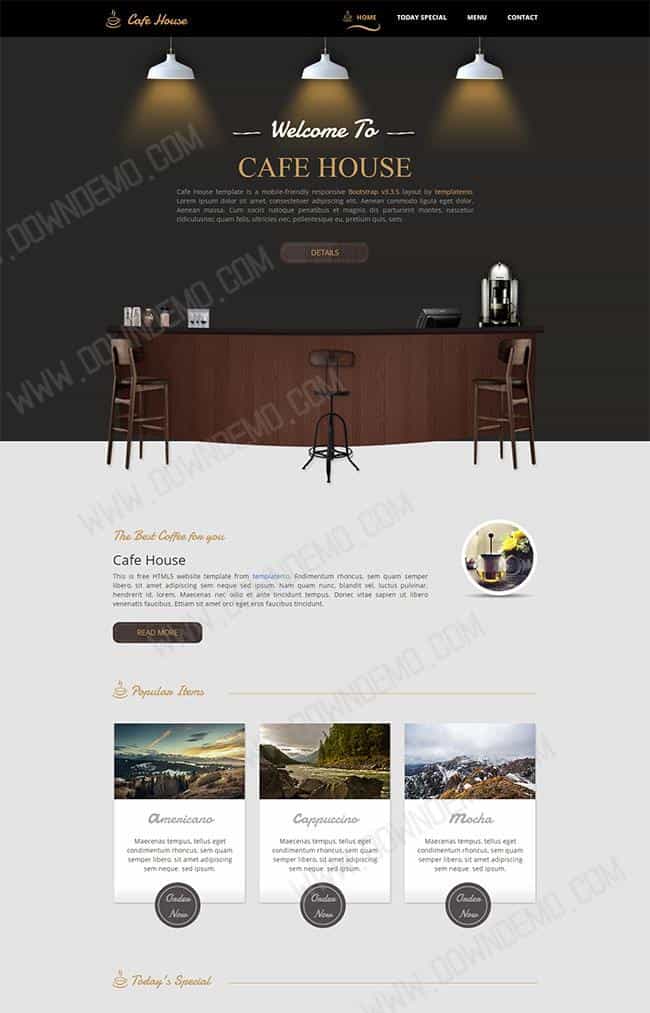 Cafe House
HOME
TODAY SPECIAL
MENU
CONTACT
Welcome To
CAFE HOUSE
Cafe House template is a mobile-friendly responsive Bootstrap v3.3.5 layout by templatemo.
Lorem ipsum dolor sit amet, consectetuer adipiscing elit. Aenean commodo ligula eget dolor.
Aenean massa. Cum sociis natoque penatibus et magnis dis parturient montes, nascetur
ridiculusnec quam felis, ultricies nec, pellentesque eu, pretium quis, sem.
DETAILS
The Best Coffee for you
Cafe House
This is free HTML5 website template from templatemo. Fndimentum rhoncus, sem quam semper
libero, sit amet adipiscing sem neque sed ipsum. Nam quam nunc, blandit vel, luctus pulvinar,
hendrerit id, lorem. Maecenas nec odio et ante tincidunt tempus. Donec vitae sapien ut libero
venenatis faucibus. Etiam sit amet orci eget eros faucibus tincidunt.
READ MORE
Popular Items
Americano
Maecenas tempus, tellus eget
condimentum rhoncus, sem quam
semper libero, sit amet adipiscing
sem neque sed ipsum.
Order
Now
Cappuccino
Maecenas tempus, tellus eget
condimentum rhoncus, sem quam
semper libero, sit amet adipiscing
sem neque sed ipsum.
Order
Now
Mocha
Maecenas tempus, tellus eget
condimentum rhoncus, sem quam
semper libero, sit amet adipiscing
sem neque sed ipsum.
Order
Now
Today's Special
WWW.DOWNDEMO.COM